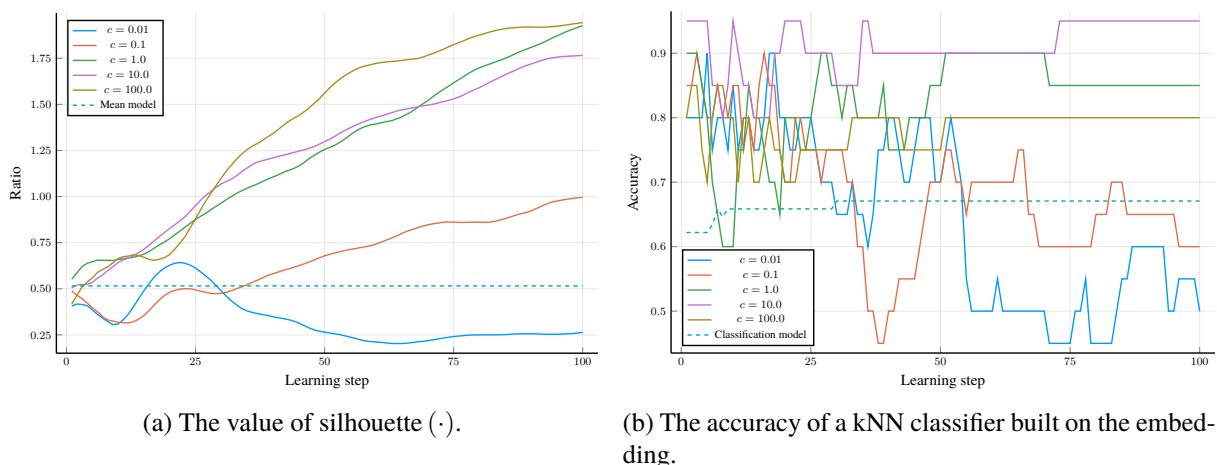 c = 0.01
c = 0.1
c = 1.0
c = 10.0
c = 100.0
Mean model
Ratio
1.75
1.50
1.25
1.00
0.75
0.50
0.25
0
25
50
75
100
Learning step
(a) The value of silhouette (·).
Accuracy
0.9
0.8
0.7
0.6
0.5
c = 0.01
c = 0.1
c = 1.0
c = 10.0
c = 100.0
Classification model
0
25
50
75
100
Learning step
(b) The accuracy of a kNN classifier built on the embed-
ding.